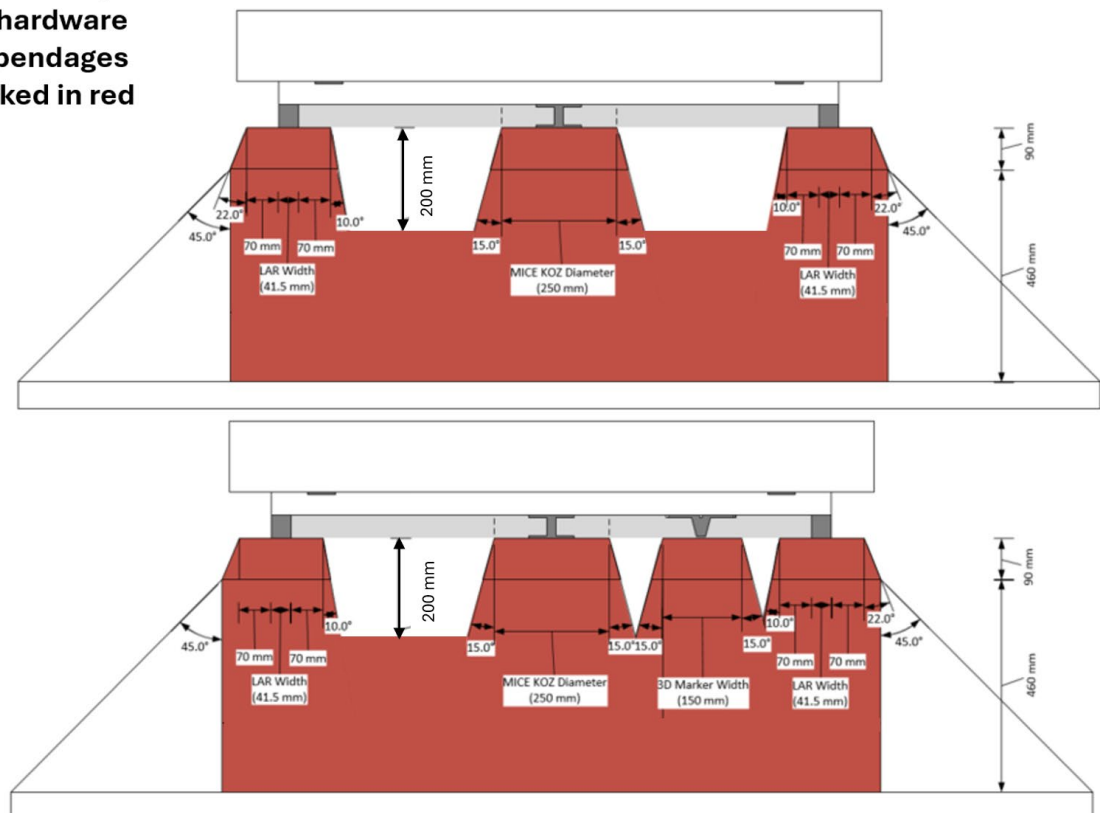 hardware
pendages
ked in red
200 mm
90 mm
22.0°
10.0°
10.0°
22.0°
45.0°
15.0°
15.0°
45.0°
70 mm
70 mm
70 mm
70 mm
LAR Width
(41.5 mm)
MICE KOZ Diameter
(250 mm)
LAR Width
(41.5 mm)
460 mm
200 mm
90 mm
10.0°
10.0°
22.0°
45.0°
15.0°
15.0°
15.0°
15.0°
45.0°
70 mm
70 mm
70 mm
70 mm
LAR Width
(41.5 mm)
MICE KOZ Diameter
(250 mm)
3D Marker Width
(150 mm)
LAR Width
(41.5 mm)
460 mm